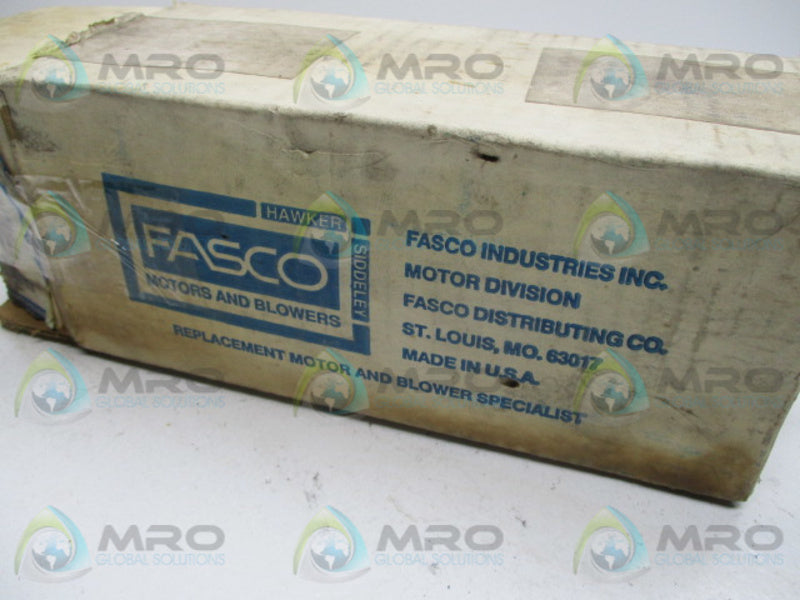 HAWKER
SIDDELEY
FASCO
MOTORS AND BLOWERS
REPLACEMENT MOTOR AND BLOWER SPECIALIST
FASCO INDUSTRIES INC.
MOTOR DIVISION
FASCO DISTRIBUTING CO.
ST. LOUIS, MO. 63017
MADE IN U.S.A.
MRO
GLOBAL SOLUTIONS